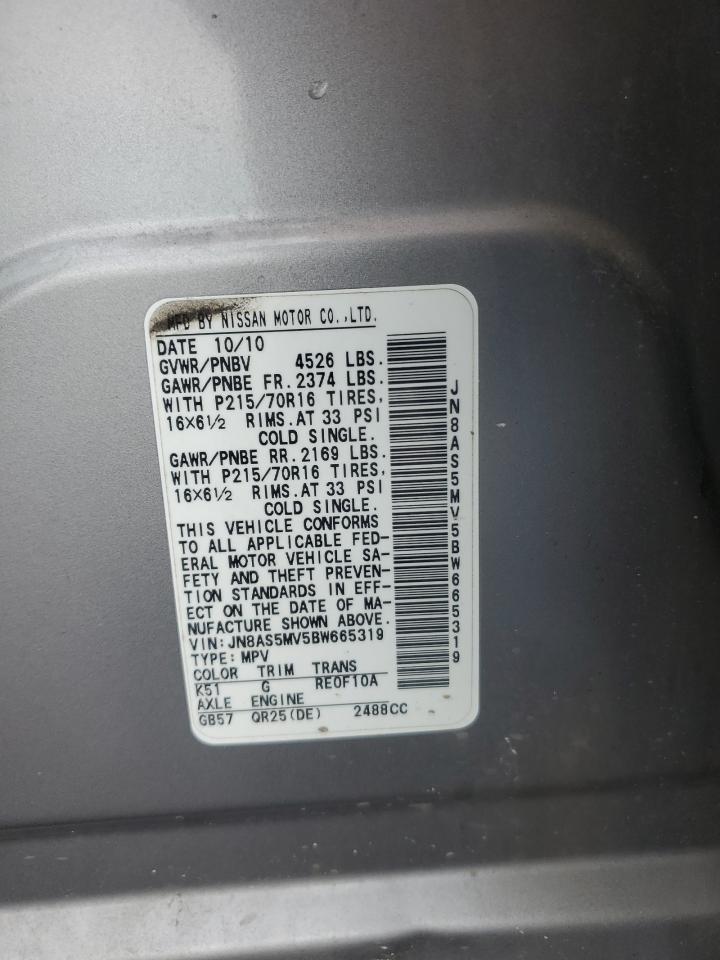 MFD BY NISSAN MOTOR CO.,LTD.
DATE 10/10
GVWR/PNBV 4526 LBS.
GAWR/PNBE FR. 2374 LBS.
WITH P215/70R16 TIRES,
16×6½ RIMS.AT 33 PSI
COLD SINGLE.
GAWR/PNBE RR. 2169 LBS.
WITH P215/70R16 TIRES,
16×6½ RIMS.AT 33 PSI
COLD SINGLE.
THIS VEHICLE CONFORMS
TO ALL APPLICABLE FED-
ERAL MOTOR VEHICLE SA-
FETY AND THEFT PREVEN-
TION STANDARDS IN EFF-
ECT ON THE DATE OF MA-
NUFACTURE SHOWN ABOVE.
VIN:JN8AS5MV5BW665319
TYPE:MPV
COLOR TRIM TRANS
K51 G RE0F10A
AXLE ENGINE
GB57 QR25(DE) 2488CC
JN8AS5MV5BW665319